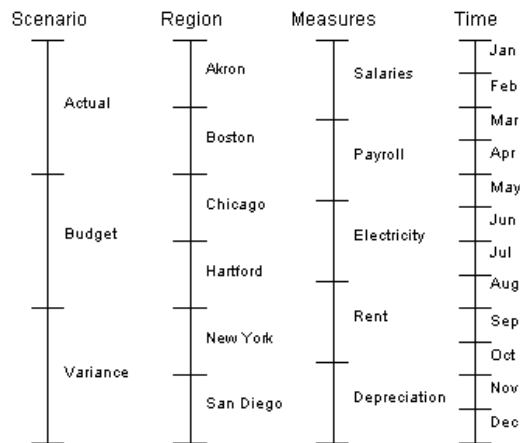 Scenario
Region
Measures
Time
Actual
Budget
Variance
Akron
Boston
Chicago
Hartford
New York
San Diego
Salaries
Payroll
Electricity
Rent
Depreciation
Jan
Feb
Mar
Apr
May
Jun
Jul
Aug
Sep
Oct
Nov
Dec